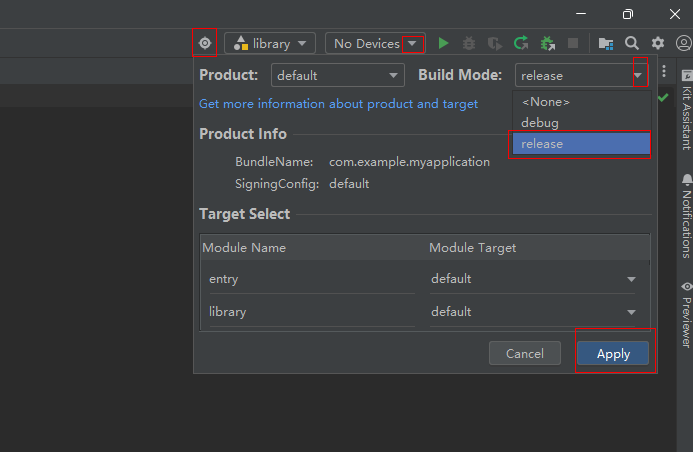 library No Devices
Product: default Build Mode: release
<None>
debug
release
Get more information about product and target
Product Info
BundleName: com.example.myapplication
SigningConfig: default
Target Select
Module Name Module Target
entry default
library default
Cancel Apply
Kit Assistant
Notifications
Previewer